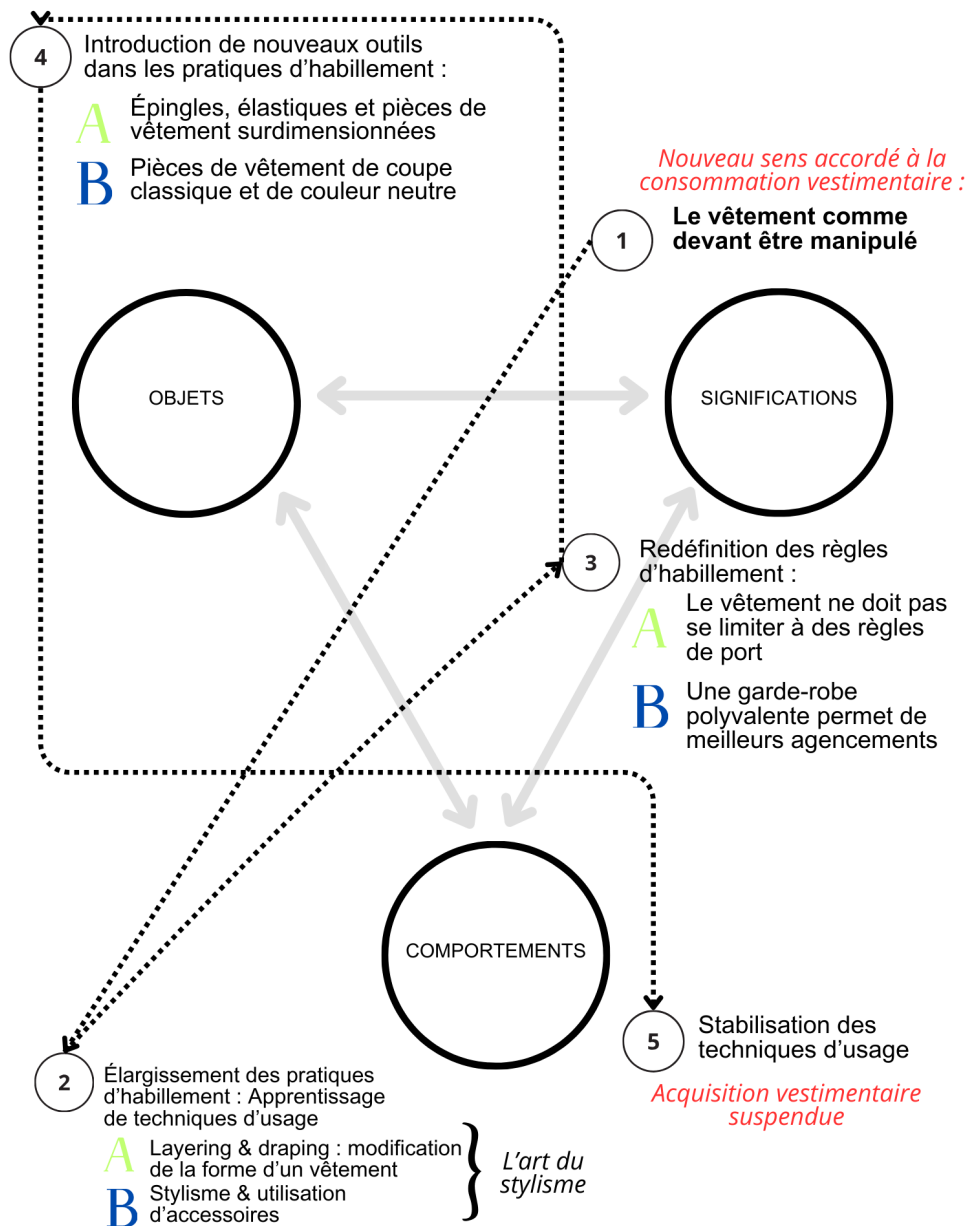 4
Introduction de nouveaux outils
dans les pratiques d’habillement :
A
Épingles, élastiques et pièces de
vêtement surdimensionnées
B
Pièces de vêtement de coupe
classique et de couleur neutre
Nouveau sens accordé à la
consommation vestimentaire :
1
Le vêtement comme
devant être manipulé
OBJETS
SIGNIFICATIONS
3
Redéfinition des règles
d’habillement :
A
Le vêtement ne doit pas
se limiter à des règles
de port
B
Une garde-robe
polyvalente permet de
meilleurs agencements
COMPORTEMENTS
5
Stabilisation des
techniques d’usage
Acquisition vestimentaire
suspendue
2
Élargissement des pratiques
d’habillement : Apprentissage
de techniques d’usage
A
Layering & draping : modification
de la forme d’un vêtement
B
Stylisme & utilisation
d’accessoires
L’art du
stylisme